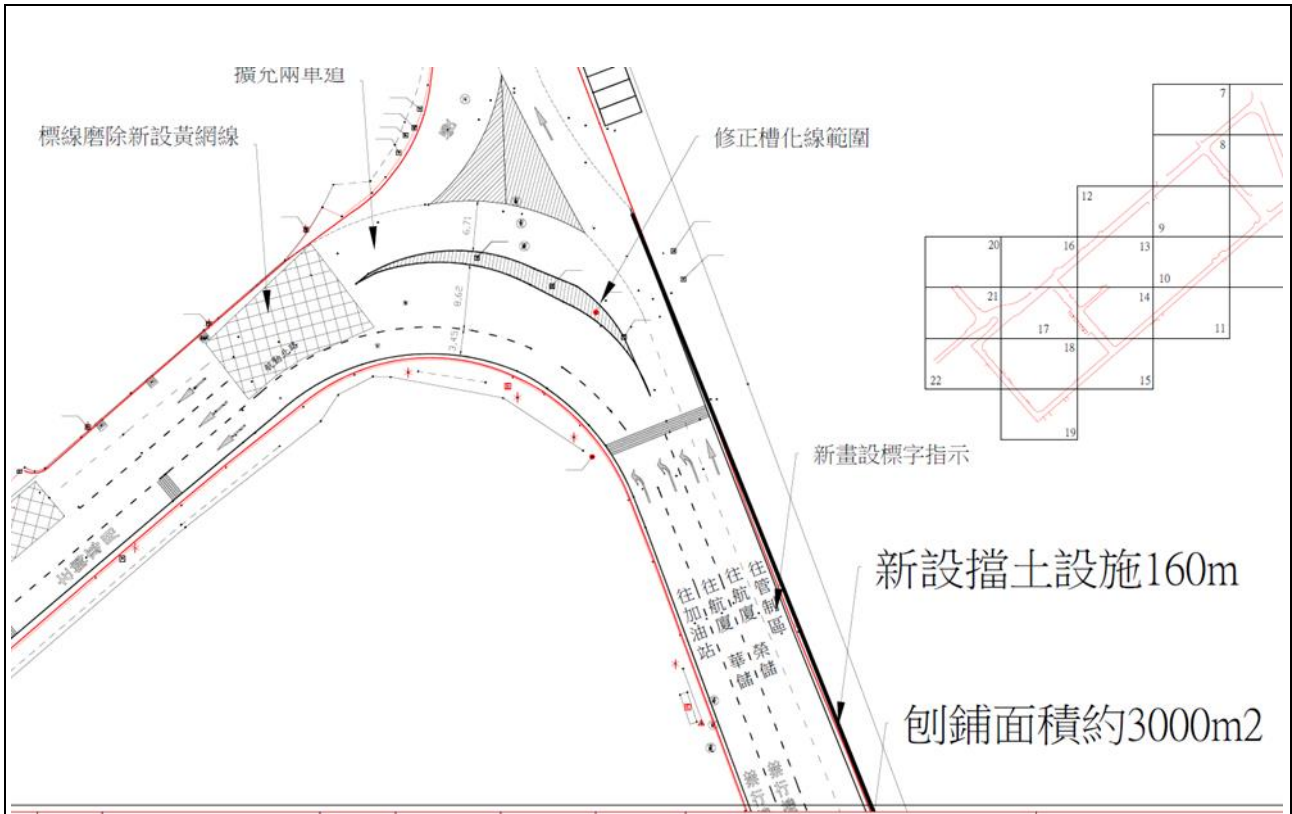 擴充兩車道
標線磨除新設黃網線
修正槽化線範圍
6.71
8.62
3.45
新畫設標字指示
新設擋土設施160m
刨鋪面積約3000m2
往加油站
往航廈
華儲
往航廈
榮儲
往管制區
7
8
12
9
20
16
13
10
21
14
17
11
18
22
15
19